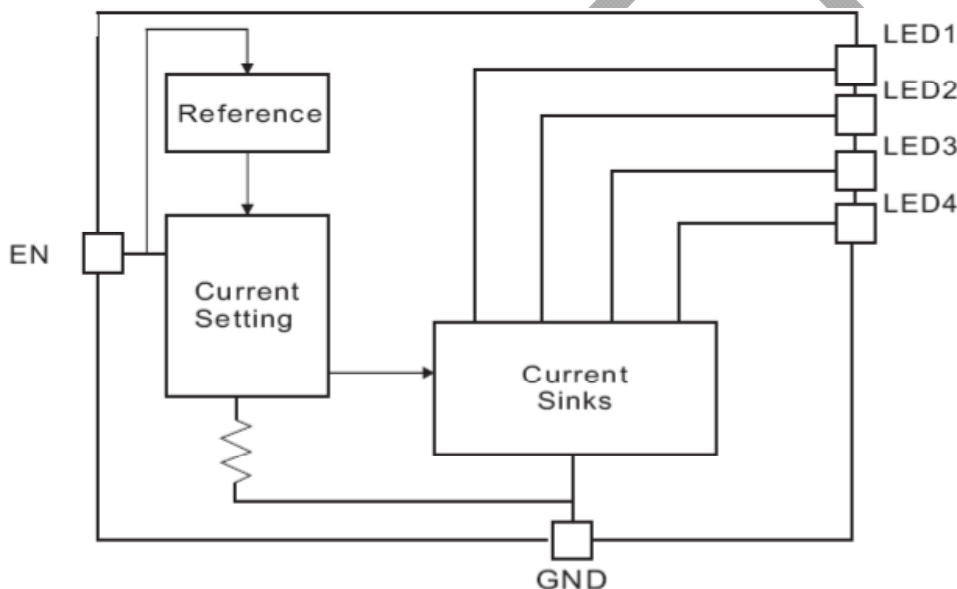 LED1
LED2
Reference
LED3
LED4
EN
Current
Setting
Current
Sinks
GND